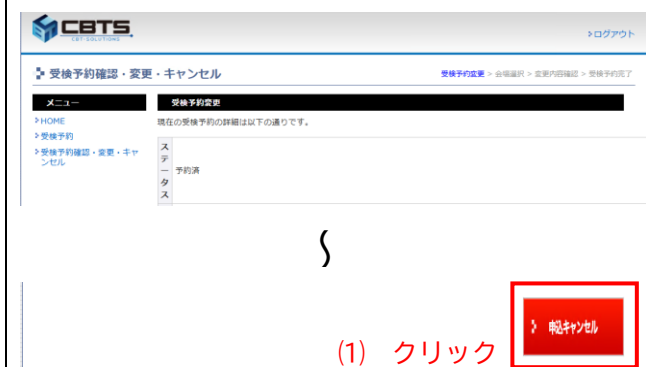 CBTS.
CBT-SOLUTIONS
ログアウト
受検予約確認・変更・キャンセル
受検予約変更 > 会場選択 > 変更内容確認 > 受検予約完了
メニュー
HOME
受検予約
受検予約確認・変更・キャ
ンセル
受検予約変更
現在の受検予約の詳細は以下の通りです。
ステータス
予約済
〜
申込キャンセル
(1) クリック